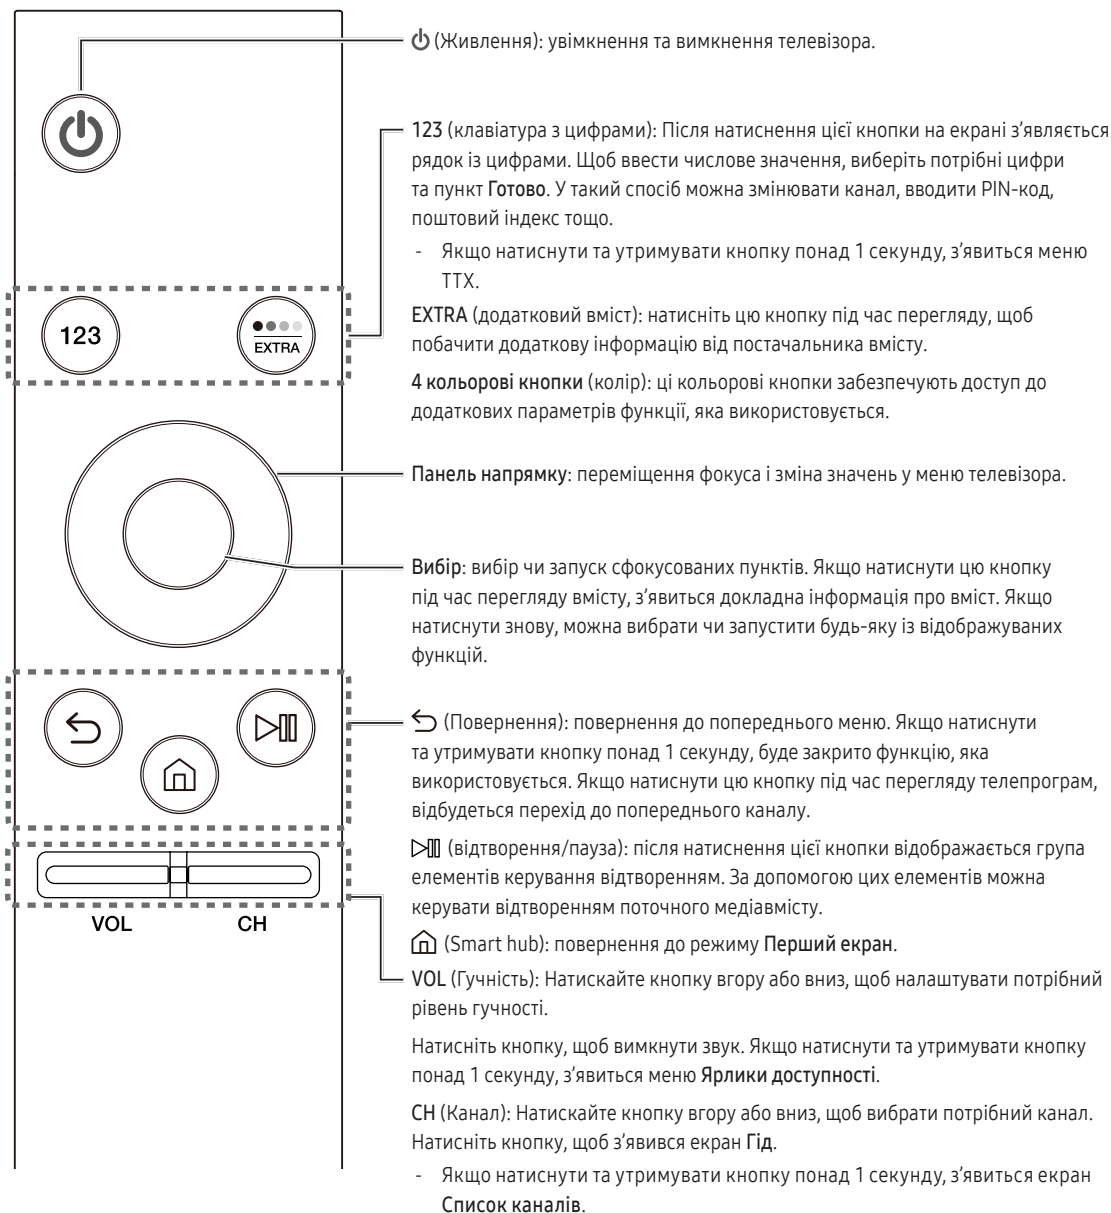 (Живлення): увімкнення та вимкнення телевізора.
123 (клавіатура з цифрами): Після натиснення цієї кнопки на екрані з’являється
рядок із цифрами. Щоб ввести числове значення, виберіть потрібні цифри
та пункт Готово. У такий спосіб можна змінювати канал, вводити PIN-код,
поштовий індекс тощо.
- Якщо натиснути та утримувати кнопку понад 1 секунду, з’явиться меню
TTX.
123
EXTRA
EXTRA (додатковий вміст): натисніть цю кнопку під час перегляду, щоб
побачити додаткову інформацію від постачальника вмісту.
4 кольорові кнопки (колір): ці кольорові кнопки забезпечують доступ до
додаткових параметрів функції, яка використовується.
Панель напрямку: переміщення фокуса і зміна значень у меню телевізора.
Вибір: вибір чи запуск сфокусованих пунктів. Якщо натиснути цю кнопку
під час перегляду вмісту, з’явиться докладна інформація про вміст. Якщо
натиснути знову, можна вибрати чи запустити будь-яку із відображуваних
функцій.
(Повернення): повернення до попереднього меню. Якщо натиснути
та утримувати кнопку понад 1 секунду, буде закрито функцію, яка
використовується. Якщо натиснути цю кнопку під час перегляду телепрограм,
відбудеться перехід до попереднього каналу.
(відтворення/пауза): після натиснення цієї кнопки відображається група
елементів керування відтворенням. За допомогою цих елементів можна
керувати відтворенням поточного медіавмісту.
VOL CH
(Smart hub): повернення до режиму Перший екран.
VOL (Гучність): Натискайте кнопку вгору або вниз, щоб налаштувати потрібний
рівень гучності.
Натисніть кнопку, щоб вимкнути звук. Якщо натиснути та утримувати кнопку
понад 1 секунду, з’явиться меню Ярлики доступності.
CH (Канал): Натискайте кнопку вгору або вниз, щоб вибрати потрібний канал.
Натисніть кнопку, щоб з’явився екран Гід.
- Якщо натиснути та утримувати кнопку понад 1 секунду, з’явиться екран
Список каналів.